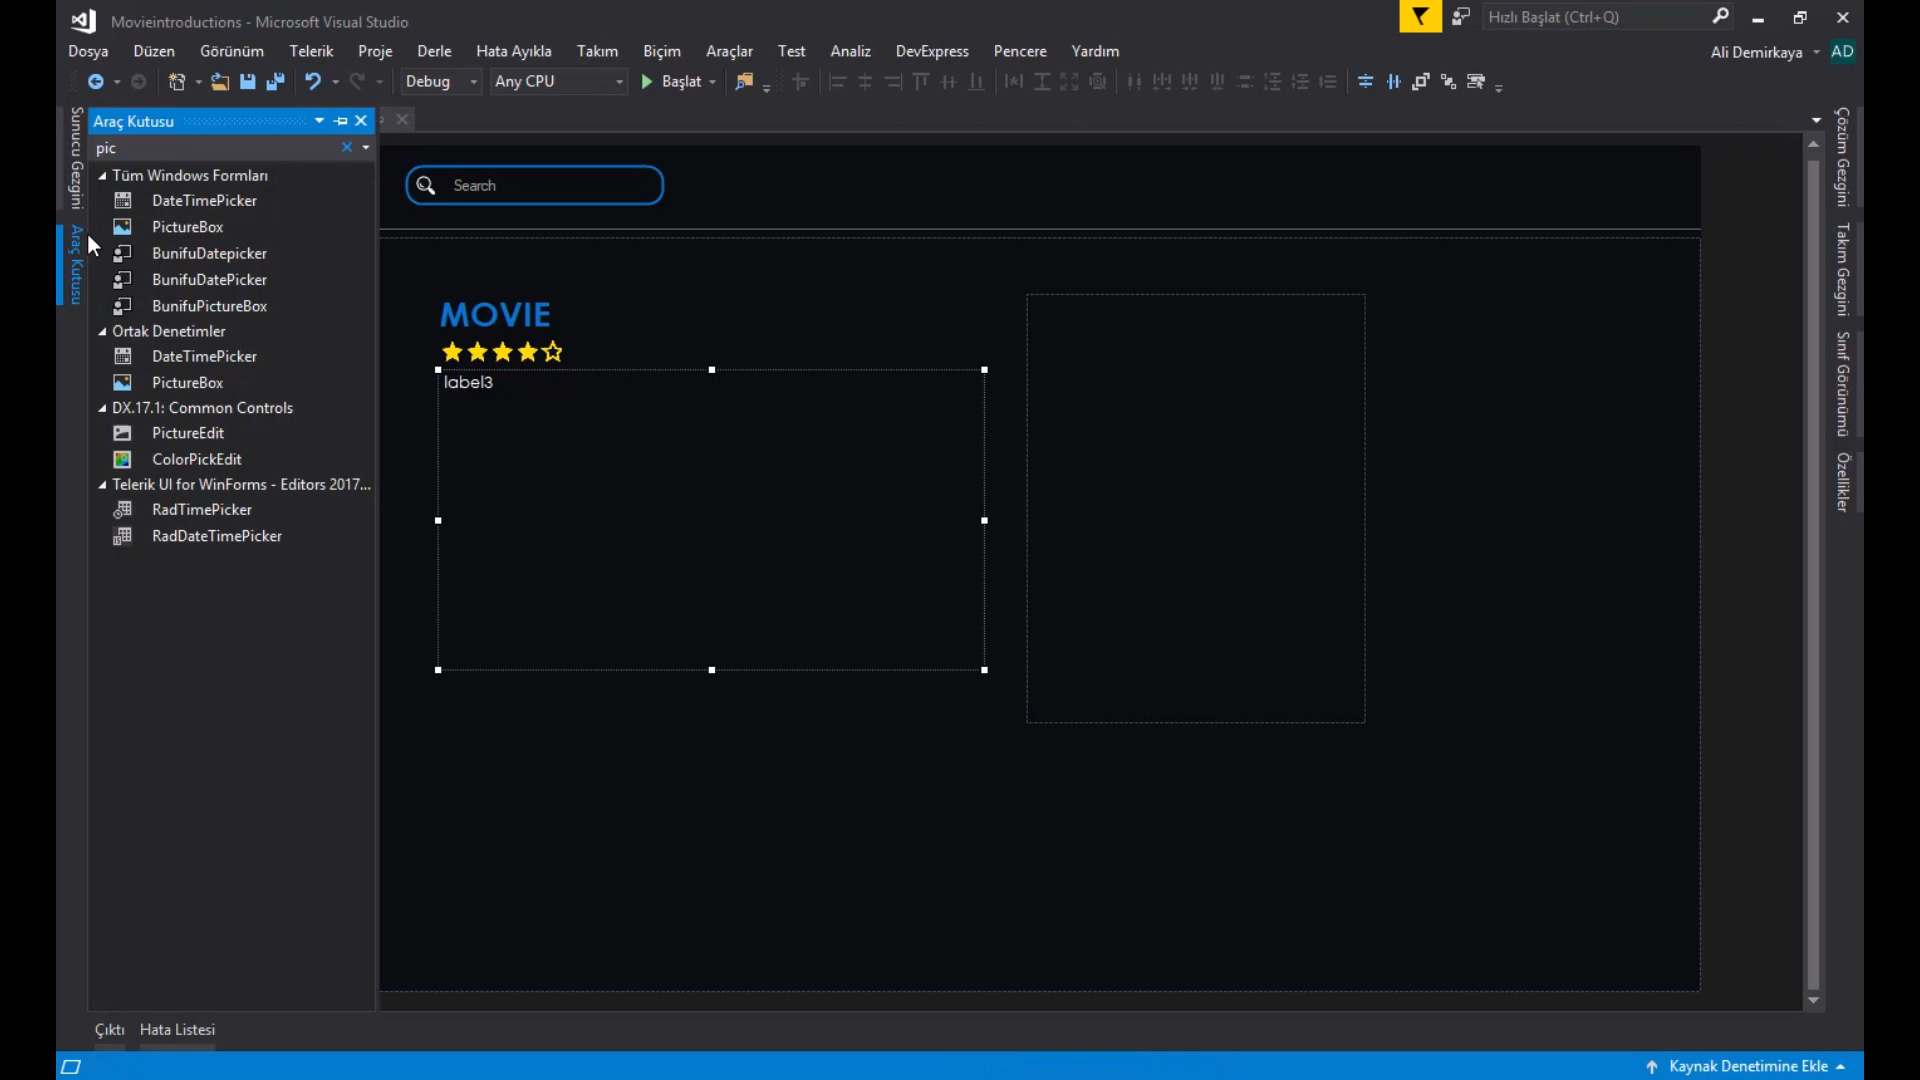 Movieintroductions - Microsoft Visual Studio
Hızlı Başlat (Ctrl+Q)
Dosya Düzen Görünüm Telerik Proje Derle Hata Ayıkla Takım Biçim Araçlar Test Analiz DevExpress Pencere Yardım
Ali Demirkaya AD
Debug Any CPU Başlat
Sunucu Gezgini
Araç Kutusu
Araç Kutusu
pic
Tüm Windows Formları
DateTimePicker
PictureBox
BunifuDatepicker
BunifuDatePicker
BunifuPictureBox
Ortak Denetimler
DateTimePicker
PictureBox
DX.17.1: Common Controls
PictureEdit
ColorPickEdit
Telerik UI for WinForms - Editors 2017...
RadTimePicker
RadDateTimePicker
Search
MOVIE
label3
Çözüm Gezgini
Takım Gezgini
Sınıf Görünümü
Özellikler
Çıktı Hata Listesi
Kaynak Denetimine Ekle